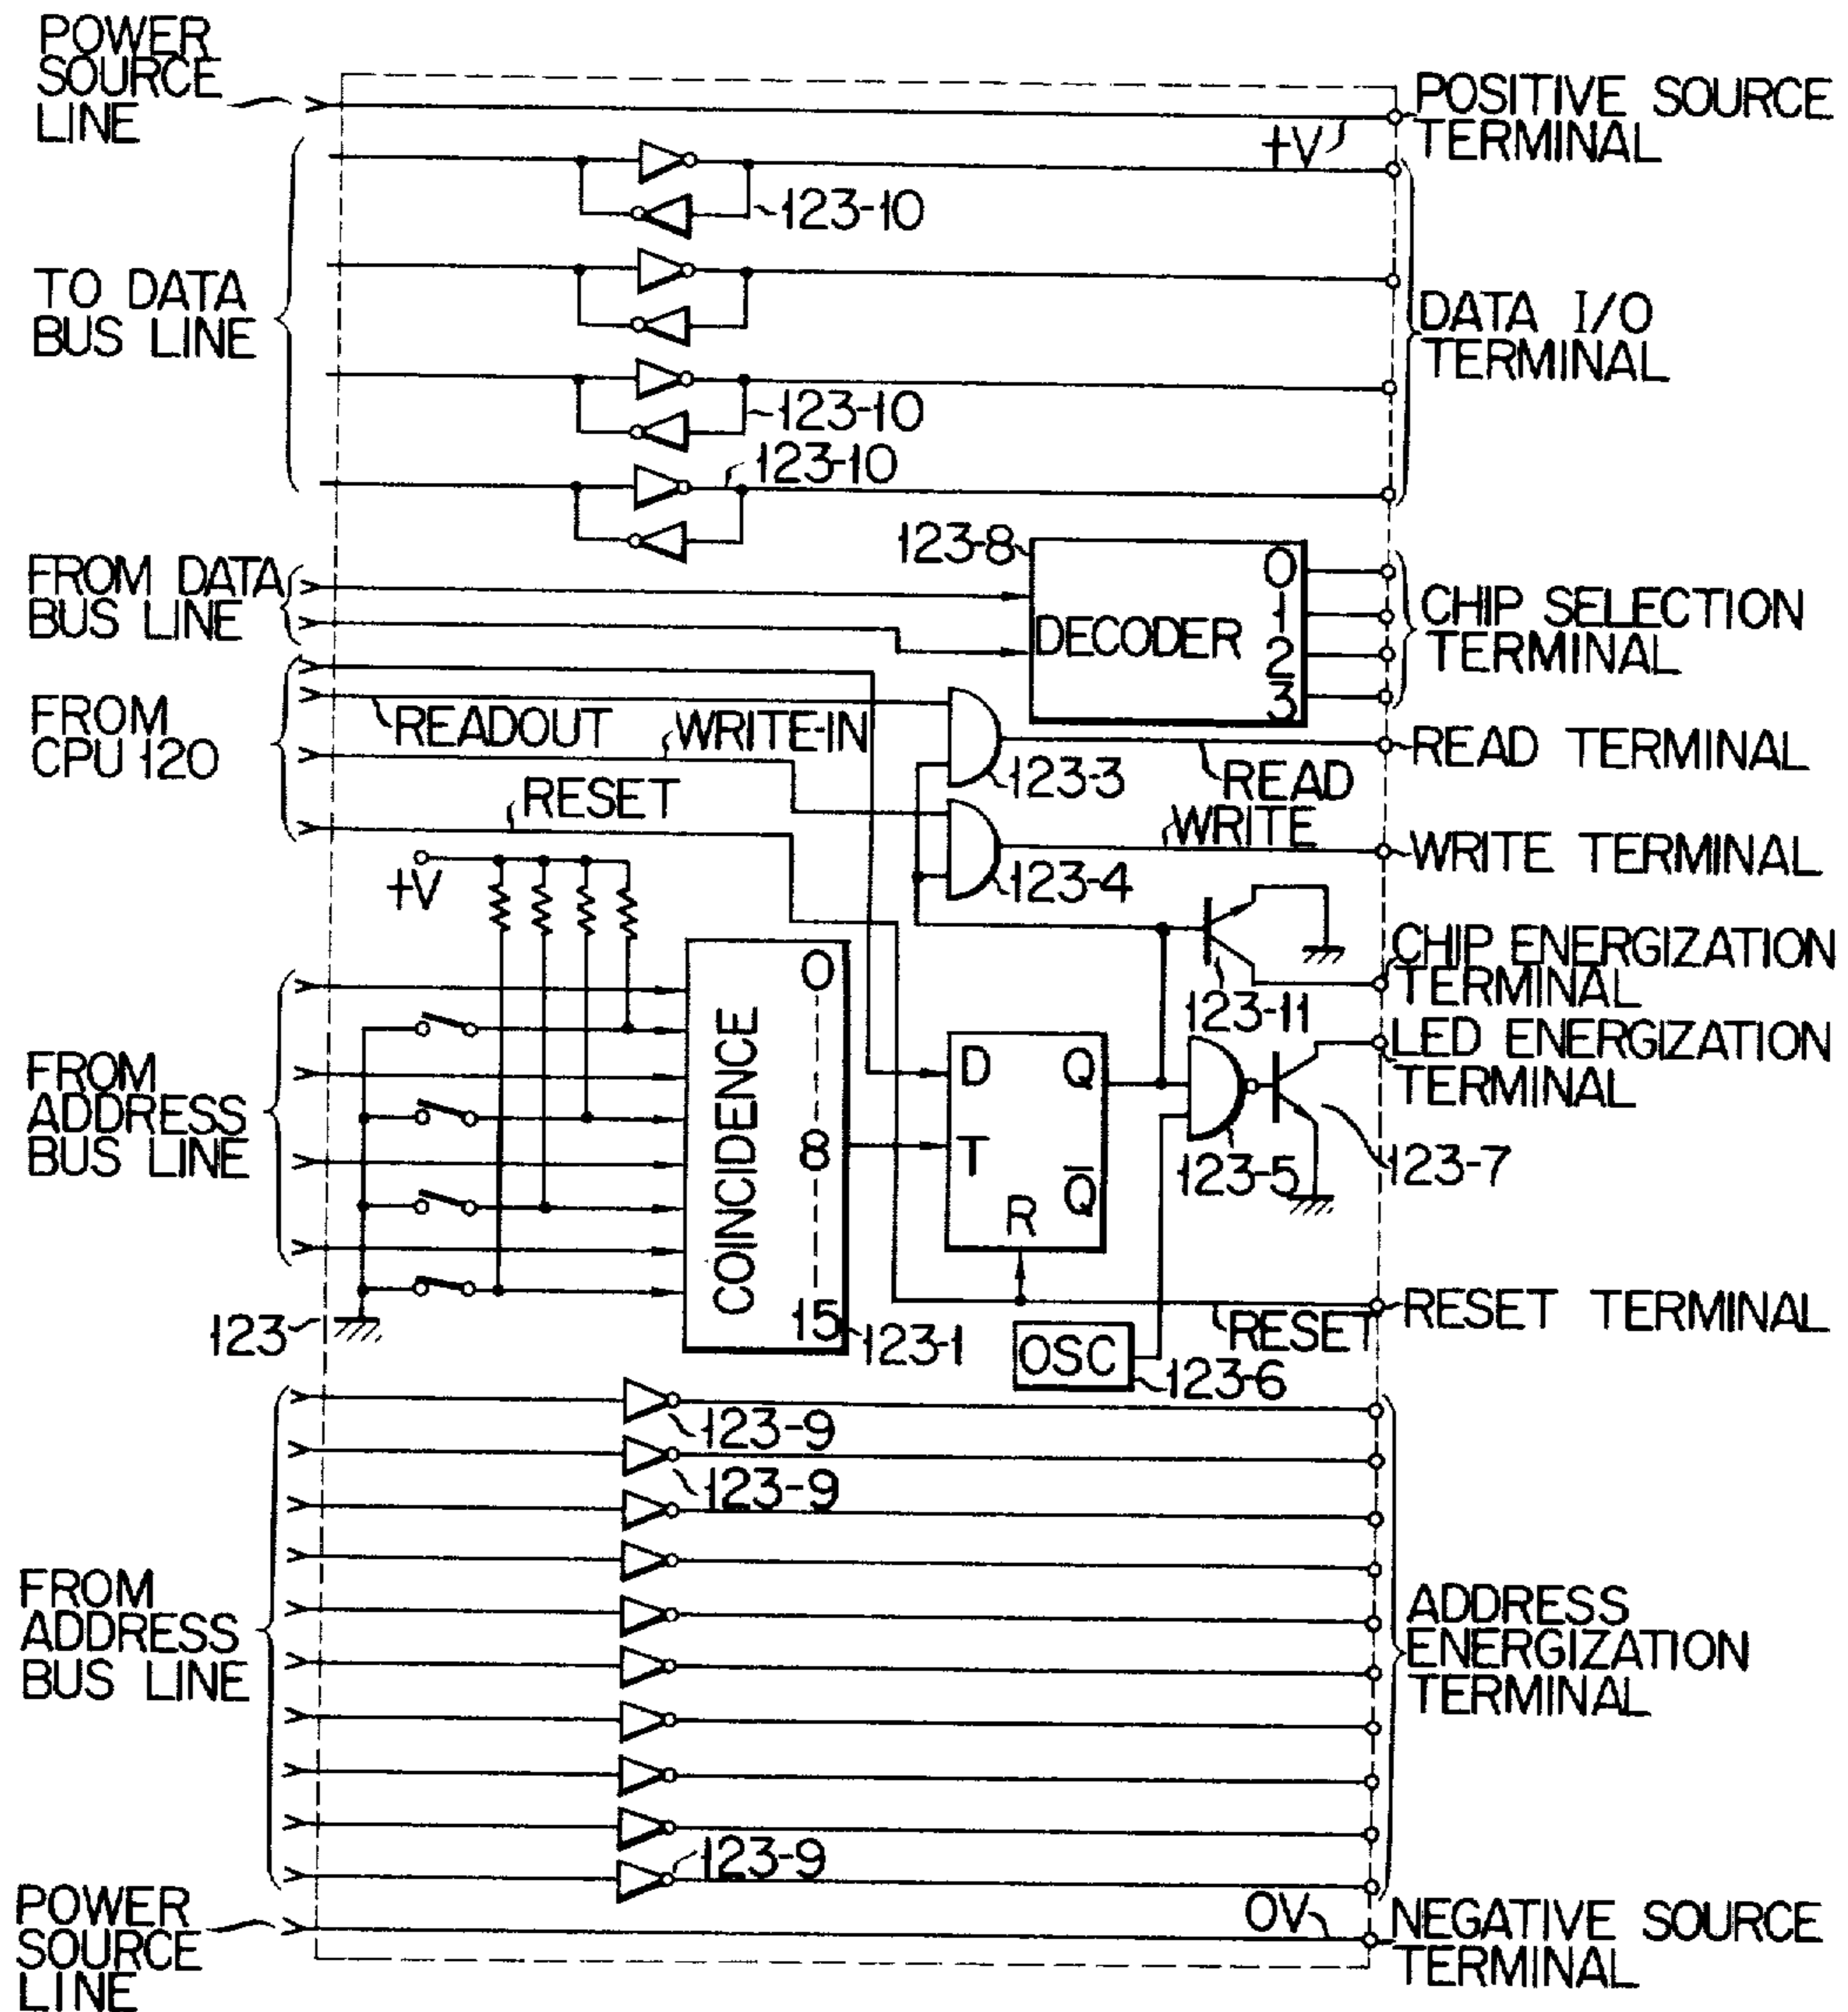 POWER
SOURCE
LINE
POSITIVE SOURCE
TERMINAL
+V
123-10
TO DATA
BUS LINE
DATA I/O
TERMINAL
123-10
123-10
FROM DATA
BUS LINE
123-8
DECODER
0
1
2
3
CHIP SELECTION
TERMINAL
FROM
CPU 120
READOUT
WRITE-IN
RESET
123-3
READ
READ TERMINAL
WRITE
WRITE TERMINAL
123-4
+V
CHIP ENERGIZATION
TERMINAL
123-11
LED ENERGIZATION
TERMINAL
FROM
ADDRESS
BUS LINE
COINCIDENCE
0
8
15
123-1
D
Q
T
Q̅
R
123-5
123-7
123
RESET
RESET TERMINAL
OSC
123-6
123-9
123-9
FROM
ADDRESS
BUS LINE
ADDRESS
ENERGIZATION
TERMINAL
123-9
POWER
SOURCE
LINE
0V
NEGATIVE SOURCE
TERMINAL